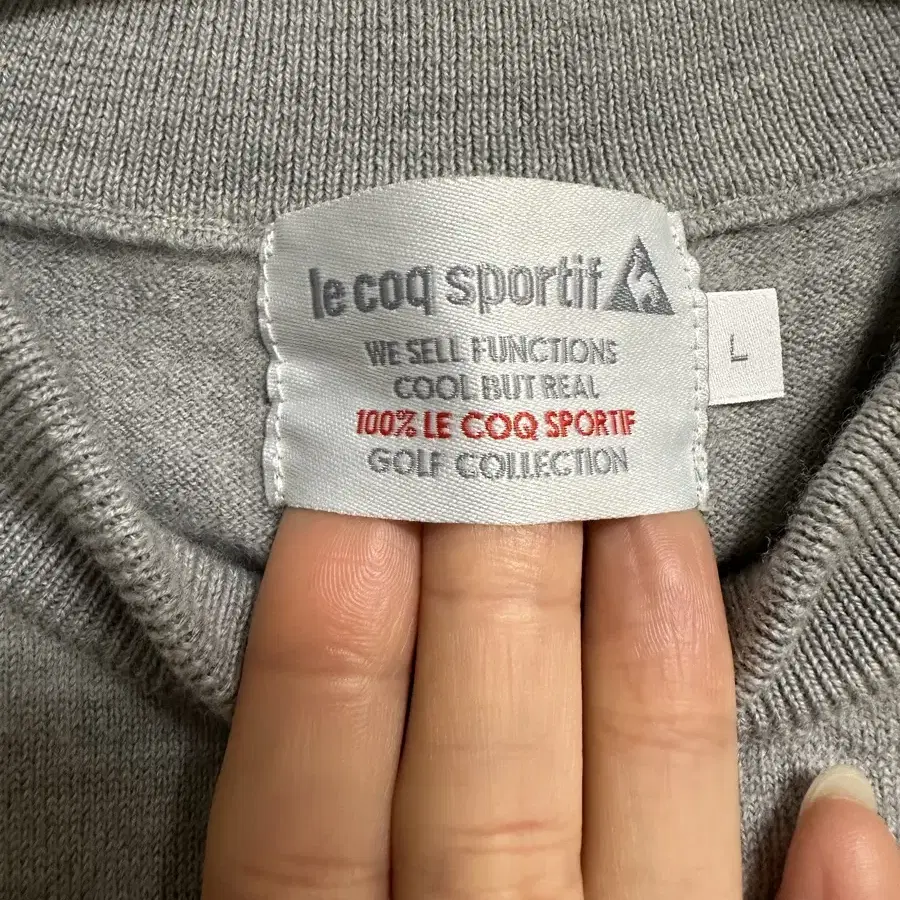 le coq sportif
WE SELL FUNCTIONS
COOL BUT REAL
100% LE COQ SPORTIF
GOLF COLLECTION
L